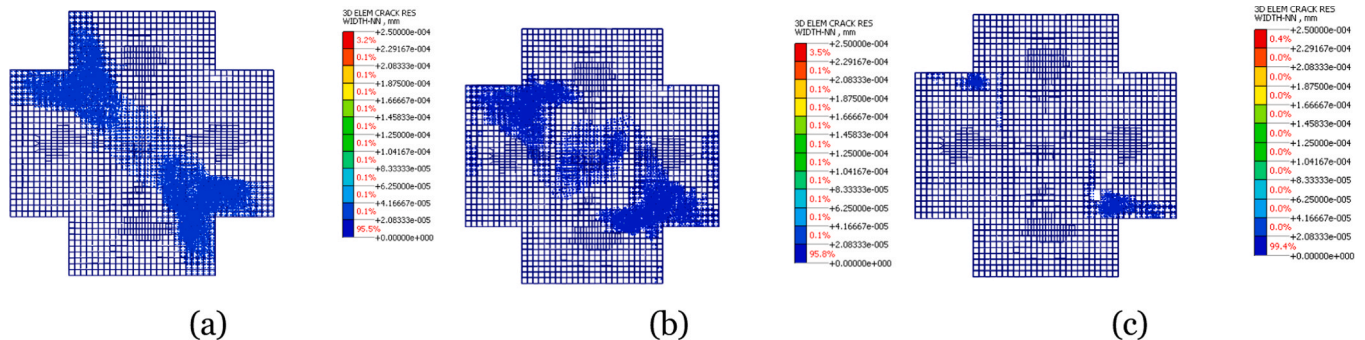 3D ELEM CRACK RES
WIDTH-NN , mm
+2.50000e-004
3.2%
+2.29167e-004
0.1%
+2.08333e-004
0.1%
+1.87500e-004
0.1%
+1.66667e-004
0.1%
+1.45833e-004
0.1%
+1.25000e-004
0.1%
+1.04167e-004
0.1%
+8.33333e-005
0.1%
+6.25000e-005
0.1%
+4.16667e-005
0.1%
+2.08333e-005
95.5%
+0.00000e+000
(a)
3D ELEM CRACK RES
WIDTH-NN , mm
+2.50000e-004
3.5%
+2.29167e-004
0.1%
+2.08333e-004
0.1%
+1.87500e-004
0.1%
+1.66667e-004
0.1%
+1.45833e-004
0.1%
+1.25000e-004
0.1%
+1.04167e-004
0.1%
+8.33333e-005
0.1%
+6.25000e-005
0.1%
+4.16667e-005
0.1%
+2.08333e-005
95.8%
+0.00000e+000
(b)
3D ELEM CRACK RES
WIDTH-NN , mm
+2.50000e-004
0.4%
+2.29167e-004
0.0%
+2.08333e-004
0.0%
+1.87500e-004
0.0%
+1.66667e-004
0.0%
+1.45833e-004
0.0%
+1.25000e-004
0.0%
+1.04167e-004
0.0%
+8.33333e-005
0.0%
+6.25000e-005
0.0%
+4.16667e-005
0.0%
+2.08333e-005
99.4%
+0.00000e+000
(c)